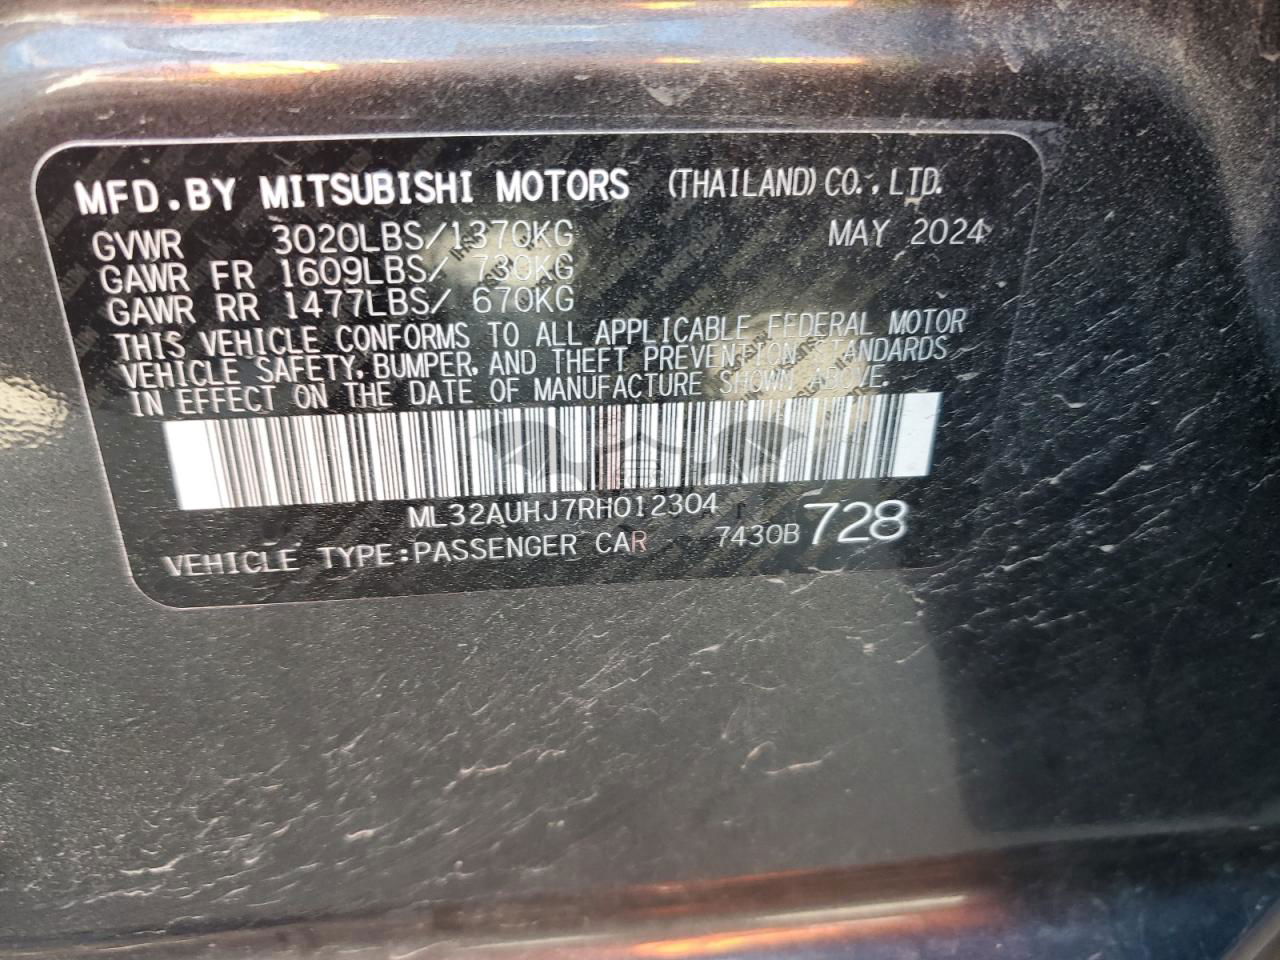 MFD.BY MITSUBISHI MOTORS (THAILAND) CO., LTD.
GVWR 3020LBS/1370KG MAY 2024
GAWR FR 1609LBS/ 730KG
GAWR RR 1477LBS/ 670KG
THIS VEHICLE CONFORMS TO ALL APPLICABLE FEDERAL MOTOR
VEHICLE SAFETY, BUMPER, AND THEFT PREVENTION STANDARDS
IN EFFECT ON THE DATE OF MANUFACTURE SHOWN ABOVE.
ML32AUHJ7RH012304
VEHICLE TYPE:PASSENGER CAR 7430B 728